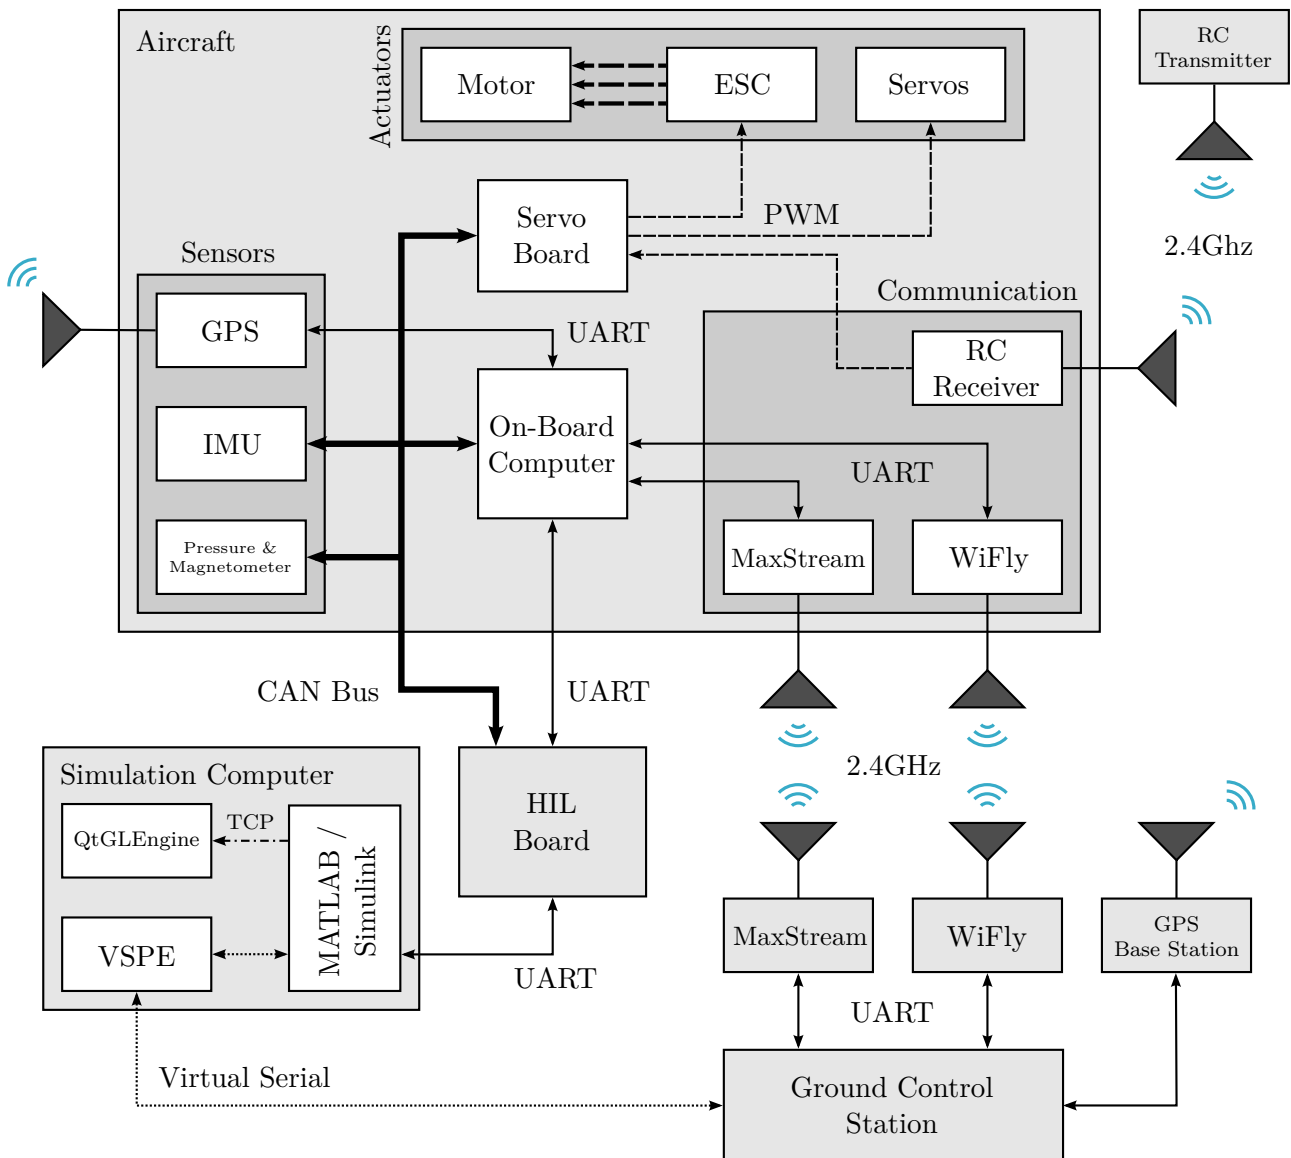 Aircraft
Actuators
Motor
ESC
Servos
RC
Transmitter
Servo
Board
PWM
2.4Ghz
Sensors
GPS
UART
Communication
RC
Receiver
IMU
On-Board
Computer
UART
Pressure &
Magnetometer
MaxStream
WiFly
CAN Bus
UART
2.4GHz
Simulation Computer
QtGLEngine
TCP
MATLAB /
Simulink
HIL
Board
VSPE
UART
MaxStream
WiFly
GPS
Base Station
UART
Virtual Serial
Ground Control
Station